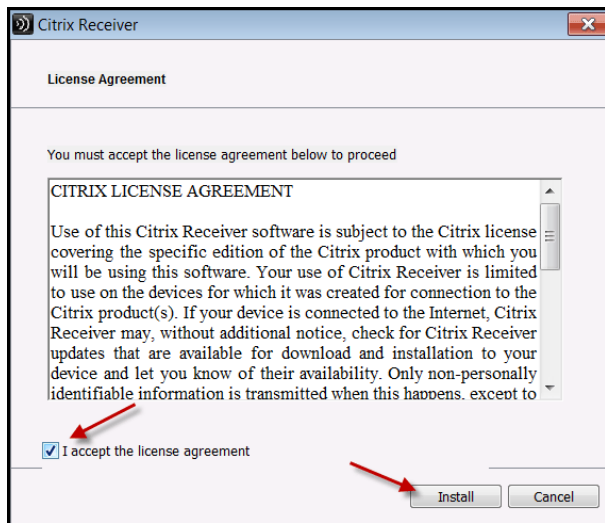 Citrix Receiver
License Agreement
You must accept the license agreement below to proceed
CITRIX LICENSE AGREEMENT
Use of this Citrix Receiver software is subject to the Citrix license
covering the specific edition of the Citrix product with which you
will be using this software. Your use of Citrix Receiver is limited
to use on the devices for which it was created for connection to the
Citrix product(s). If your device is connected to the Internet, Citrix
Receiver may, without additional notice, check for Citrix Receiver
updates that are available for download and installation to your
device and let you know of their availability. Only non-personally
identifiable information is transmitted when this happens, except to
I accept the license agreement
Install Cancel